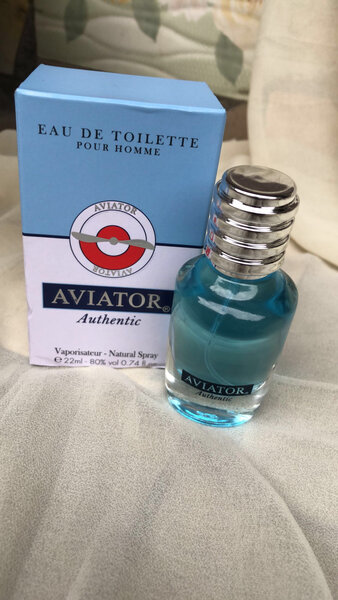 EAU DE TOILETTE
POUR HOMME
AVIATOR
AVIATOR
AVIATOR®
Authentic
Vaporisateur - Natural Spray
℮ 22ml - 80% vol 0.74 fl
AVIATOR
Authentic